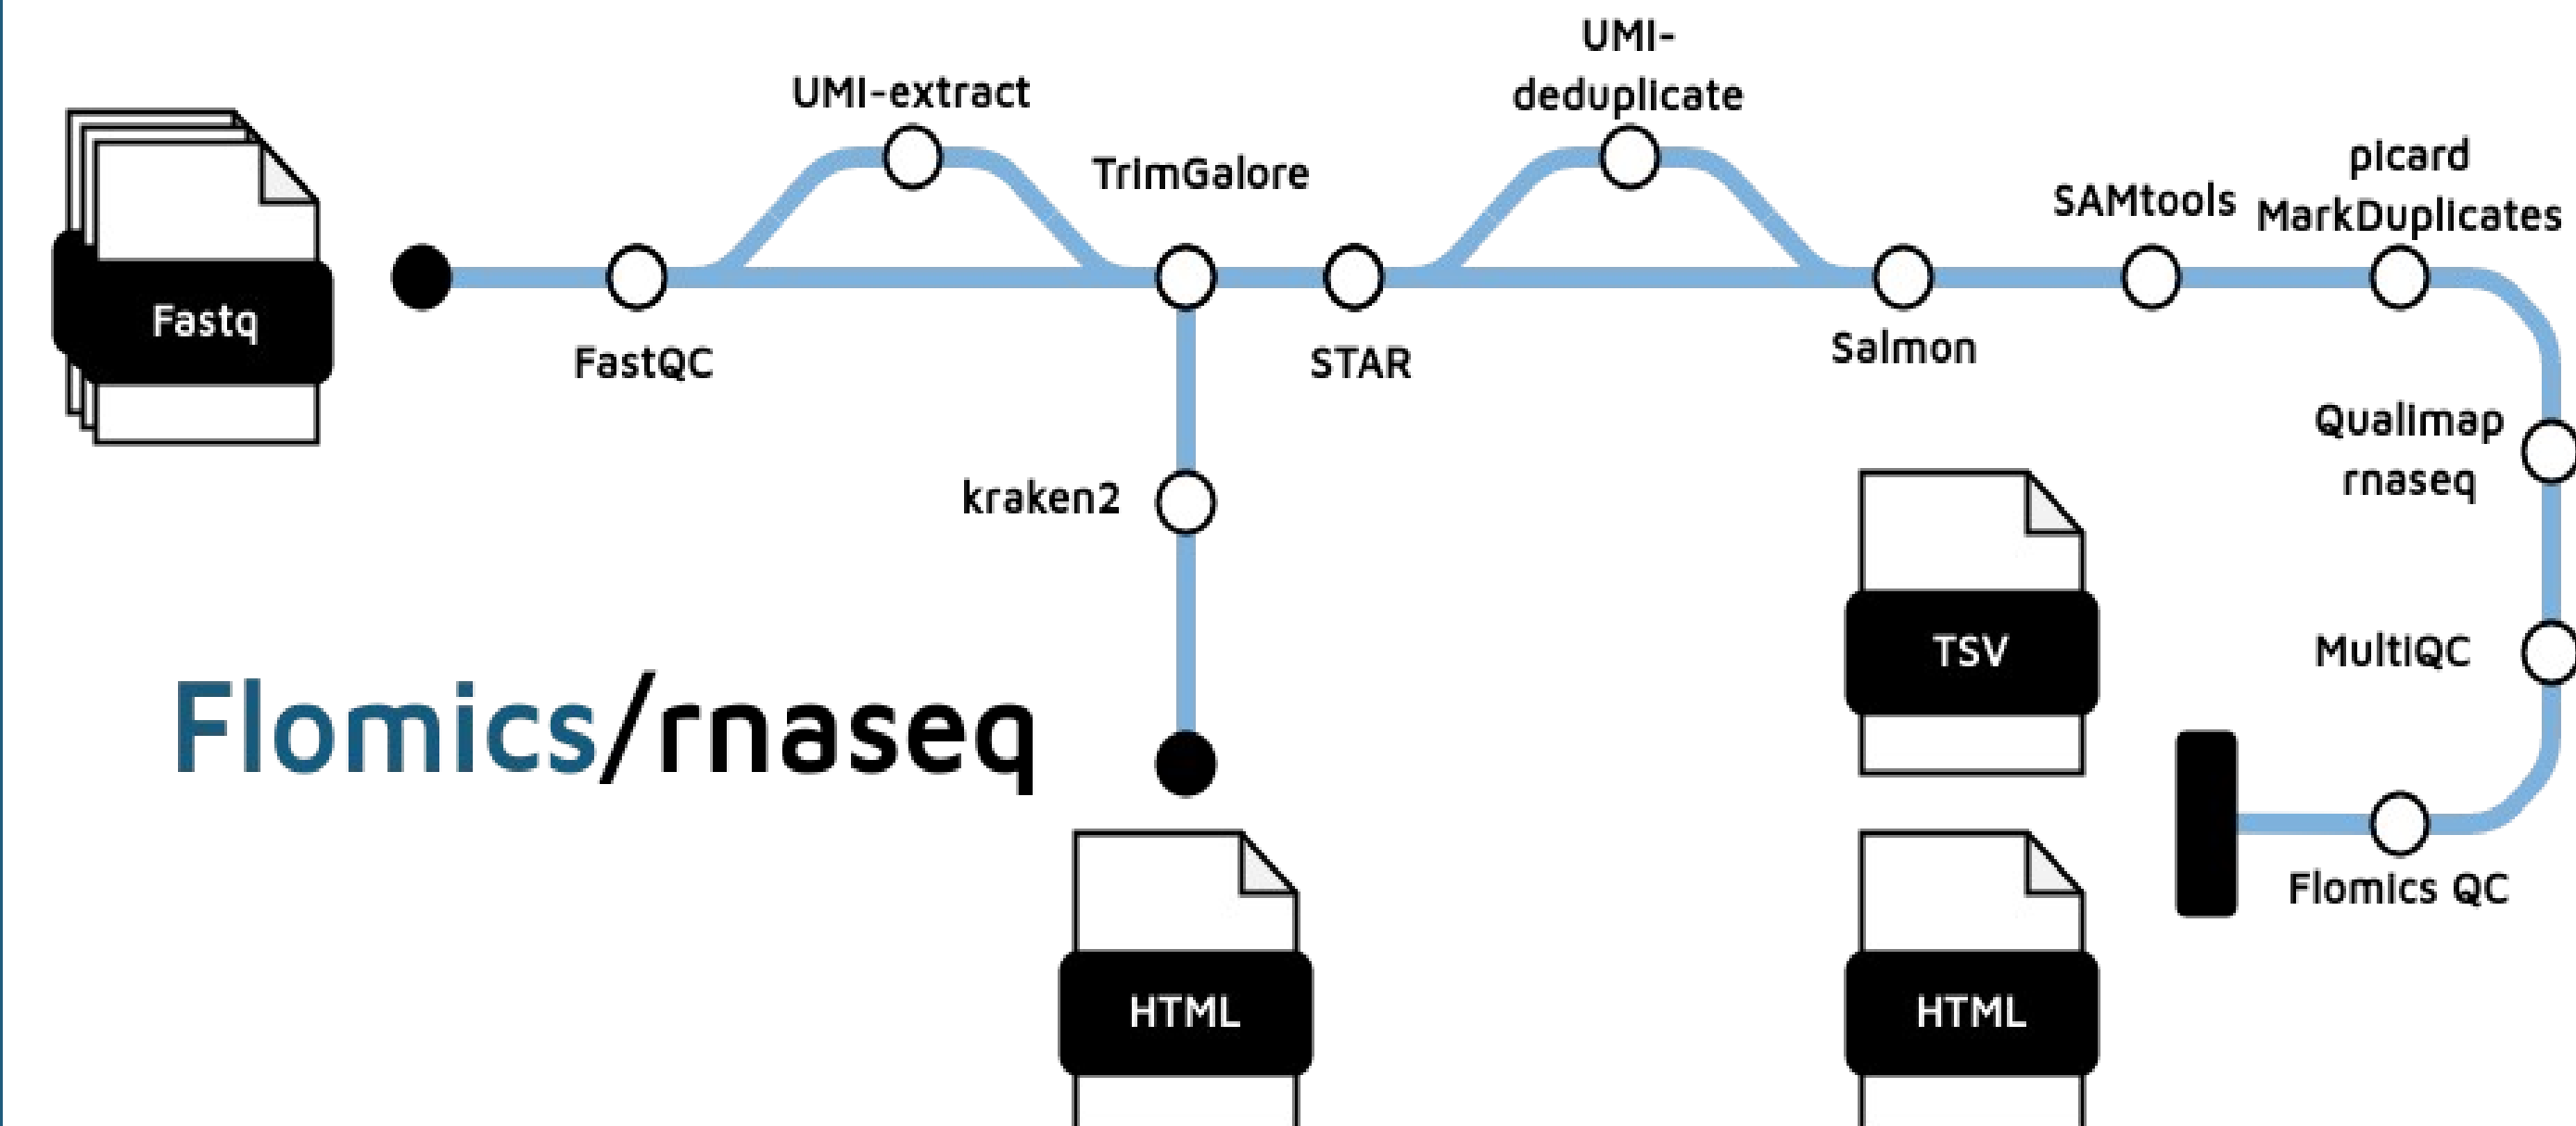 UMI-
deduplicate
UMI-extract
TrimGalore
picard
MarkDuplicates
SAMtools
Fastq
FastQC
STAR
Salmon
Qualimap
rnaseq
kraken2
TSV
MultiQC
Flomics/rnaseq
Flomics QC
HTML
HTML